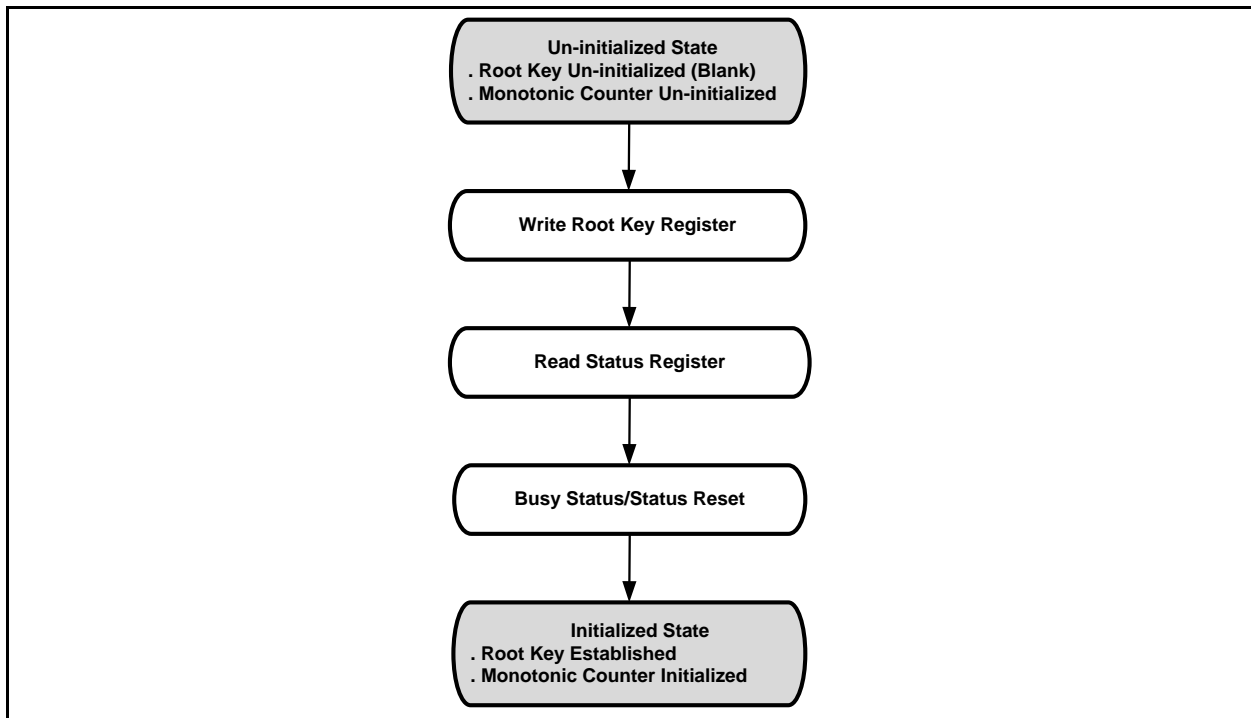 Un-initialized State
. Root Key Un-initialized (Blank)
. Monotonic Counter Un-initialized
Write Root Key Register
Read Status Register
Busy Status/Status Reset
Initialized State
. Root Key Established
. Monotonic Counter Initialized